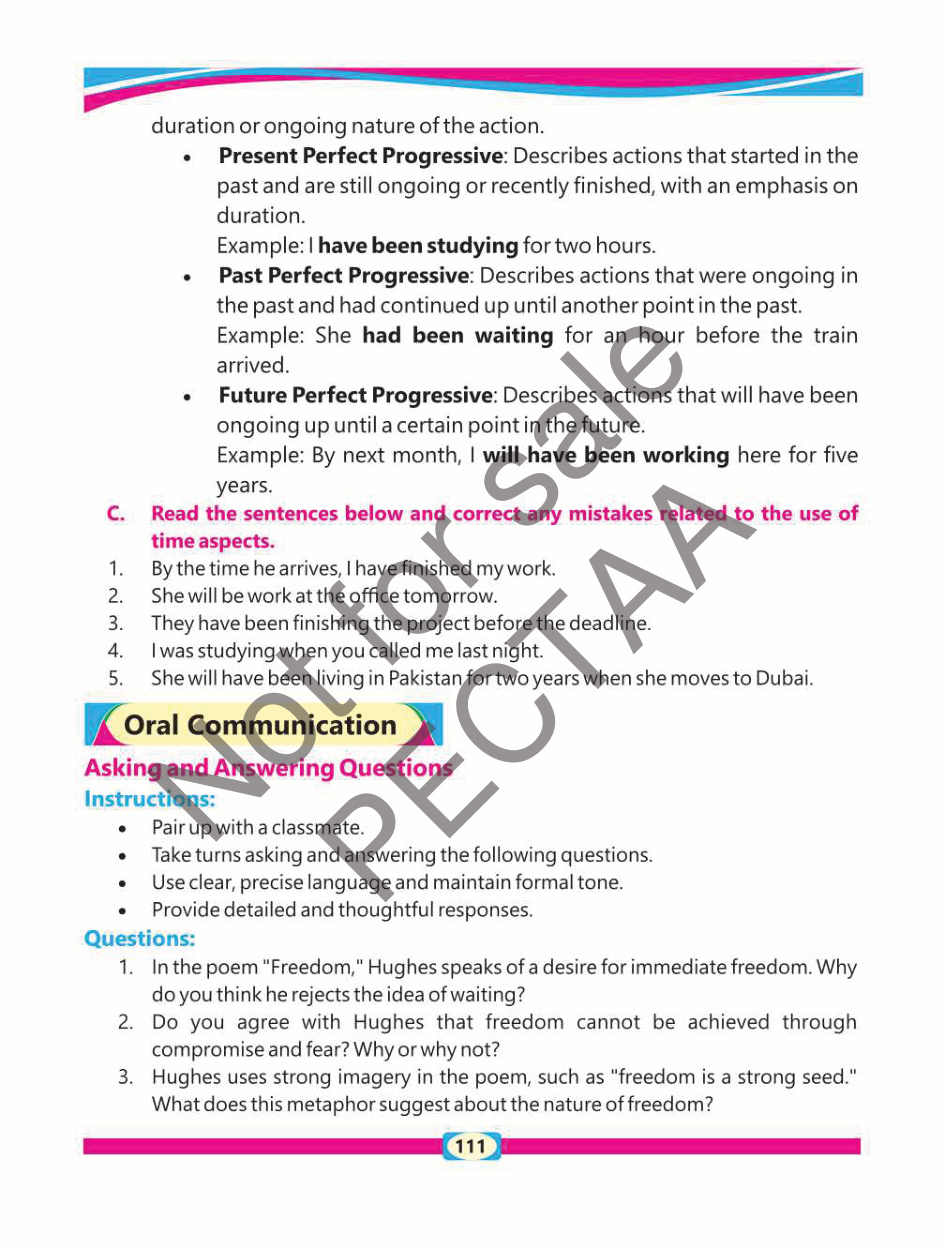 duration or ongoing nature of the action.
• Present Perfect Progressive: Describes actions that started in the
past and are still ongoing or recently finished, with an emphasis on
duration.
Example: I have been studying for two hours.
• Past Perfect Progressive: Describes actions that were ongoing in
the past and had continued up until another point in the past.
Example: She had been waiting for an hour before the train
arrived.
• Future Perfect Progressive: Describes actions that will have been
ongoing up until a certain point in the future.
Example: By next month, I will have been working here for five
years.
C. Read the sentences below and correct any mistakes related to the use of
time aspects.
1. By the time he arrives, I have finished my work.
2. She will be work at the office tomorrow.
3. They have been finishing the project before the deadline.
4. I was studying when you called me last night.
5. She will have been living in Pakistan for two years when she moves to Dubai.
Oral Communication
Asking and Answering Questions
Instructions:
• Pair up with a classmate.
• Take turns asking and answering the following questions.
• Use clear, precise language and maintain formal tone.
• Provide detailed and thoughtful responses.
Questions:
1. In the poem "Freedom," Hughes speaks of a desire for immediate freedom. Why
do you think he rejects the idea of waiting?
2. Do you agree with Hughes that freedom cannot be achieved through
compromise and fear? Why or why not?
3. Hughes uses strong imagery in the poem, such as "freedom is a strong seed."
What does this metaphor suggest about the nature of freedom?
111
Not for sale
PECTAA